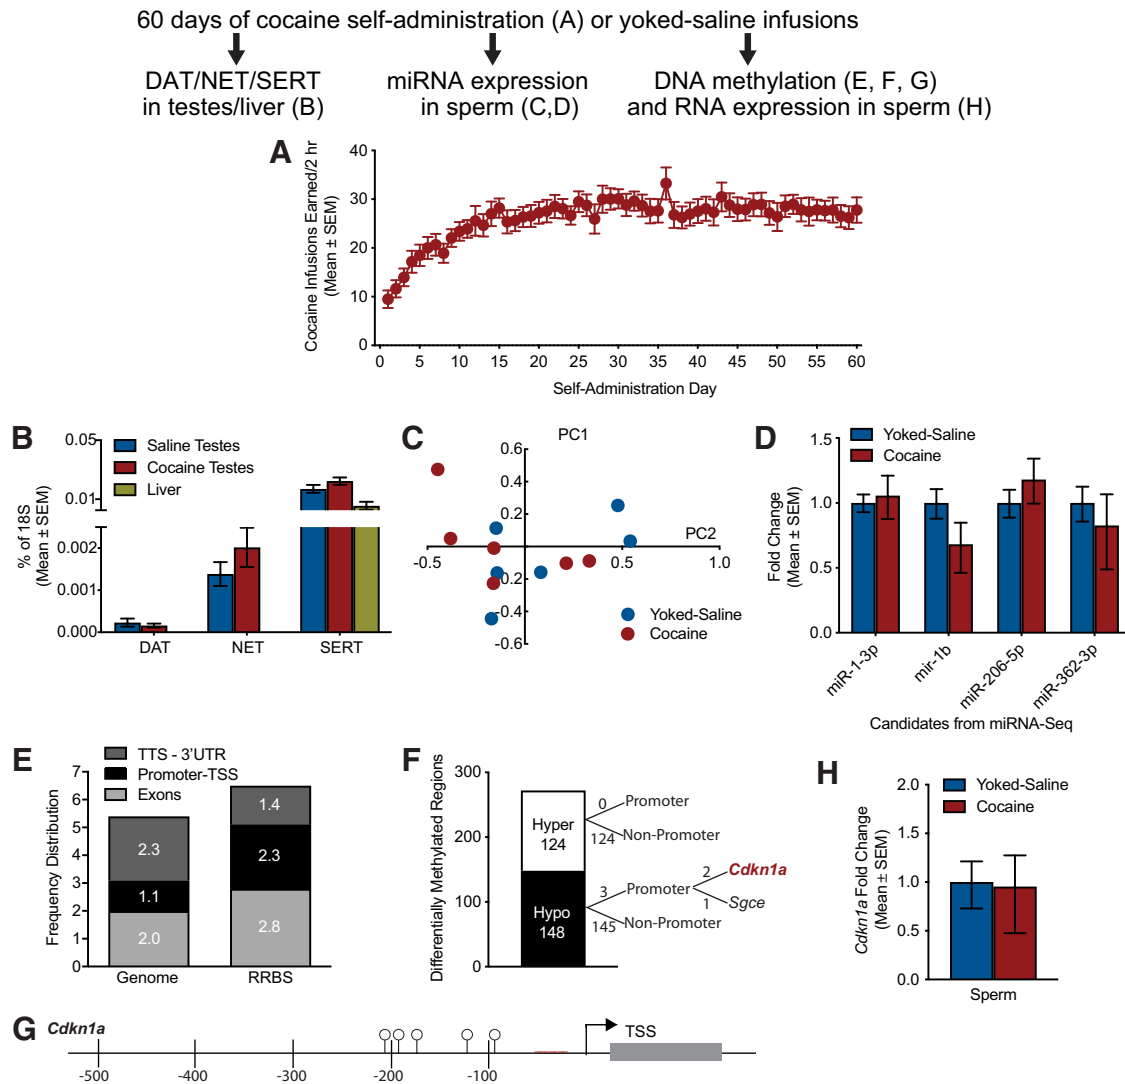 60 days of cocaine self-administration (A) or yoked-saline infusions
DAT/NET/SERT
in testes/liver (B)
miRNA expression
in sperm (C,D)
DNA methylation (E, F, G)
and RNA expression in sperm (H)
A
Cocaine Infusions Earned/2 hr
(Mean ± SEM)
40
30
20
10
0
0 5 10 15 20 25 30 35 40 45 50 55 60
Self-Administration Day
B
% of 18S
(Mean ± SEM)
0.05
0.01
0.002
0.001
0.000
Saline Testes
Cocaine Testes
Liver
DAT NET SERT
C
PC1
0.6
0.4
0.2
PC2
-0.5 0.5 1.0
-0.2
-0.4
-0.6
Yoked-Saline
Cocaine
D
Fold Change
(Mean ± SEM)
1.5
1.0
0.5
0.0
Yoked-Saline
Cocaine
miR-1-3p
mir-1b
miR-206-5p
miR-362-3p
Candidates from miRNA-Seq
E
TTS - 3'UTR
Promoter-TSS
Exons
Frequency Distribution
7
6
5
4
3
2
1
0
2.3
1.1
2.0
1.4
2.3
2.8
Genome RRBS
F
Differentially Methylated Regions
300
200
100
0
Hyper
124
Hypo
148
0 Promoter
124 Non-Promoter
3 Promoter
145 Non-Promoter
2 Cdkn1a
1 Sgce
H
Cdkn1a Fold Change
(Mean ± SEM)
2.0
1.5
1.0
0.5
0.0
Yoked-Saline
Cocaine
Sperm
G
Cdkn1a
TSS
-500 -400 -300 -200 -100